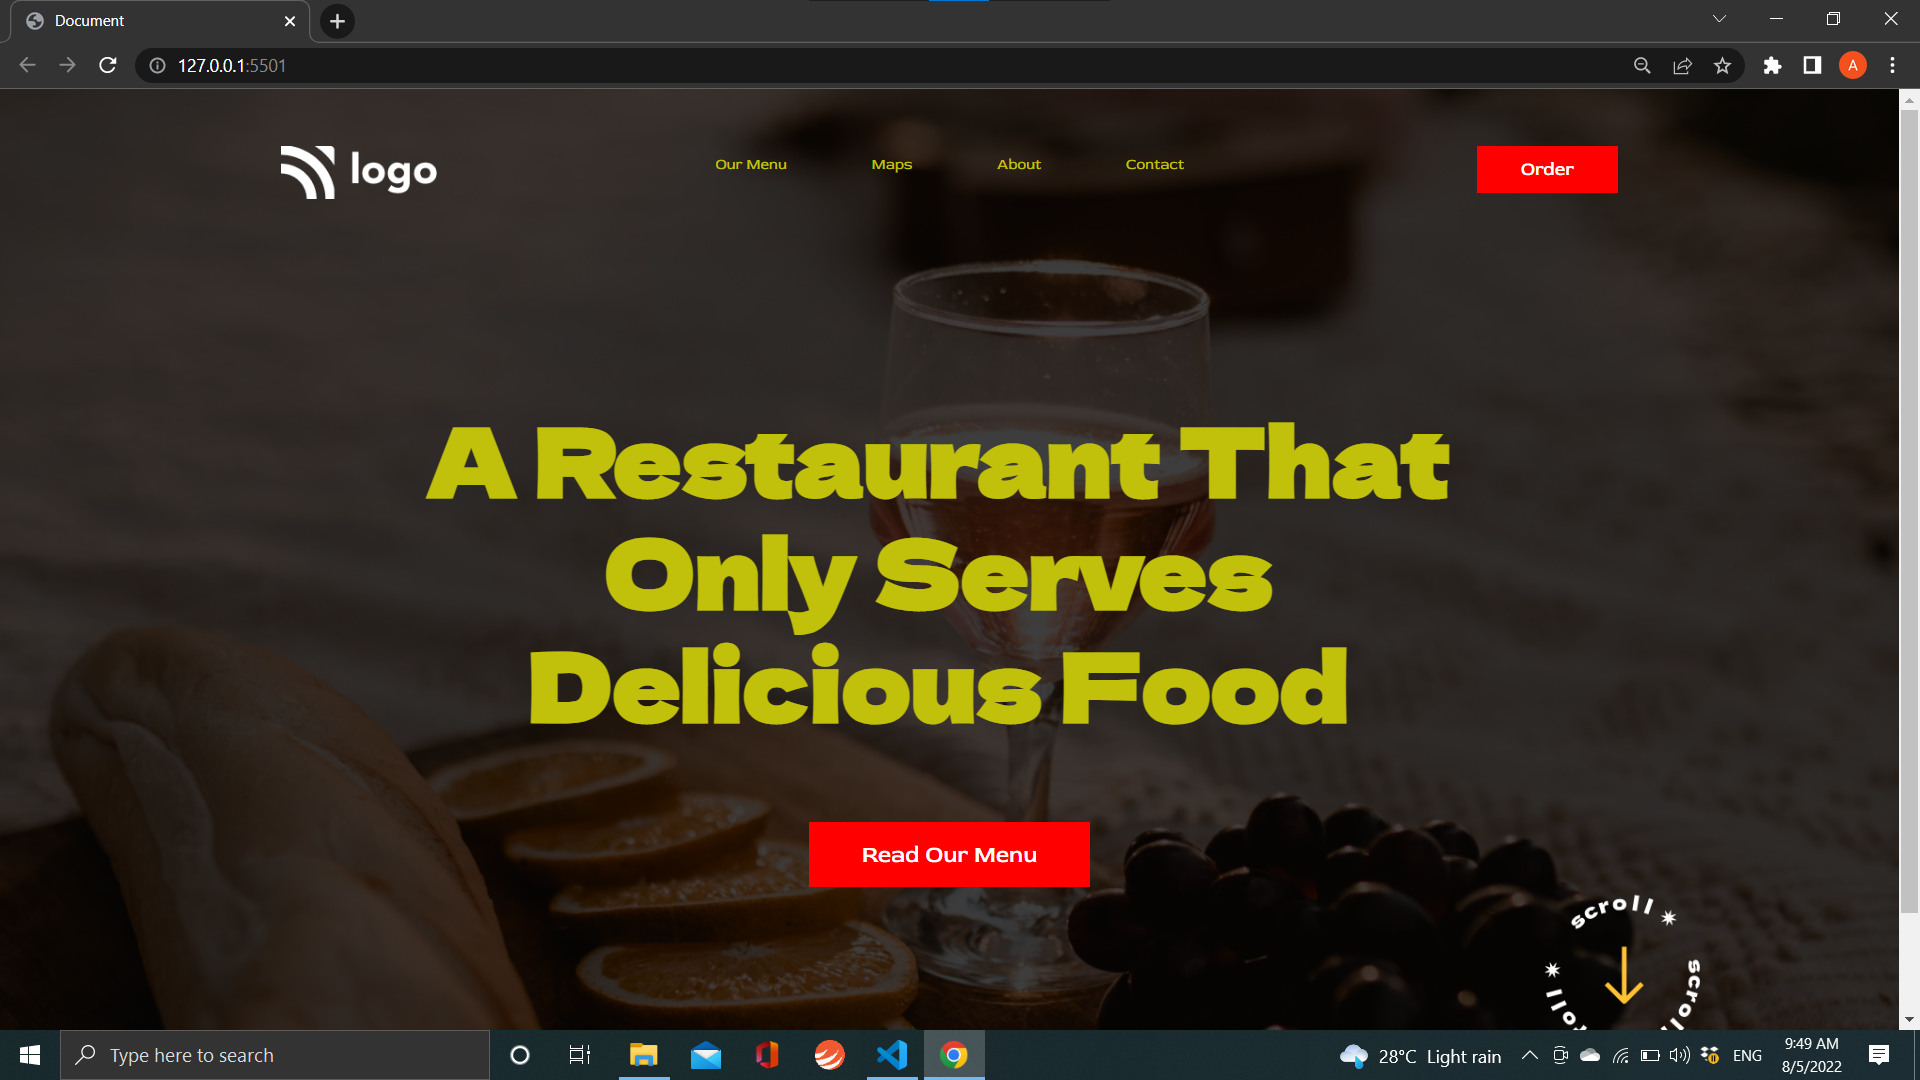 Document
127.0.0.1:5501
A
logo
Our Menu
Maps
About
Contact
Order
A Restaurant That
Only Serves
Delicious Food
Read Our Menu
scroll
scroll
Type here to search
28°C Light rain
ENG
9:49 AM
8/5/2022